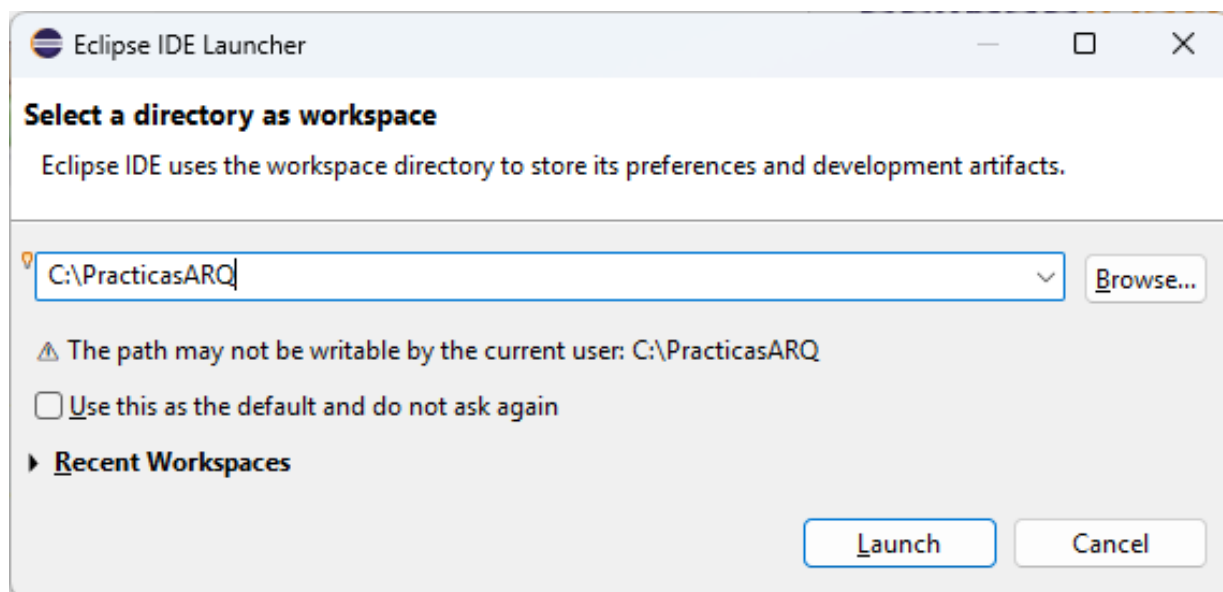 Eclipse IDE Launcher
Select a directory as workspace
Eclipse IDE uses the workspace directory to store its preferences and development artifacts.
C:\PracticasARQ
Browse...
The path may not be writable by the current user: C:\PracticasARQ
Use this as the default and do not ask again
Recent Workspaces
Launch
Cancel